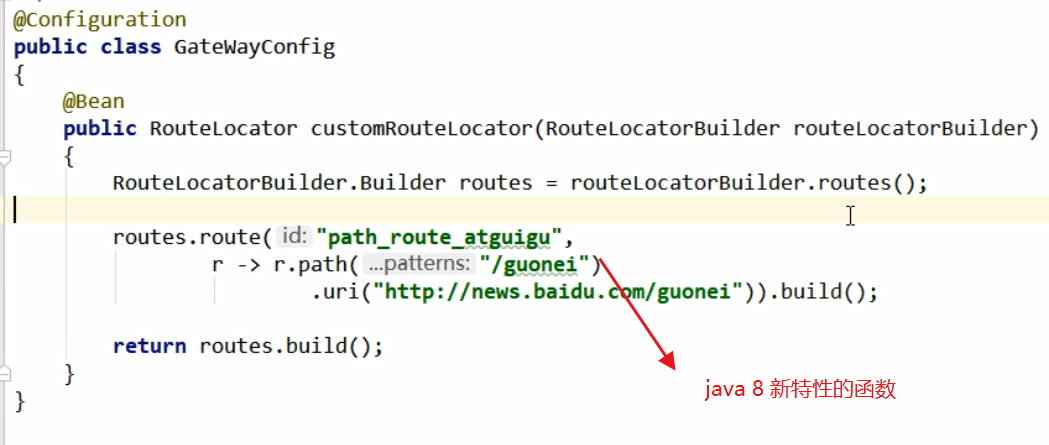 @Configuration
public class GateWayConfig
{
@Bean
public RouteLocator customRouteLocator(RouteLocatorBuilder routeLocatorBuilder)
{
RouteLocatorBuilder.Builder routes = routeLocatorBuilder.routes();
routes.route( id: "path_route_atguigu",
r -> r.path( ...patterns: "/guonei")
.uri("http://news.baidu.com/guonei")).build();
return routes.build();
}
java 8 新特性的函数
}